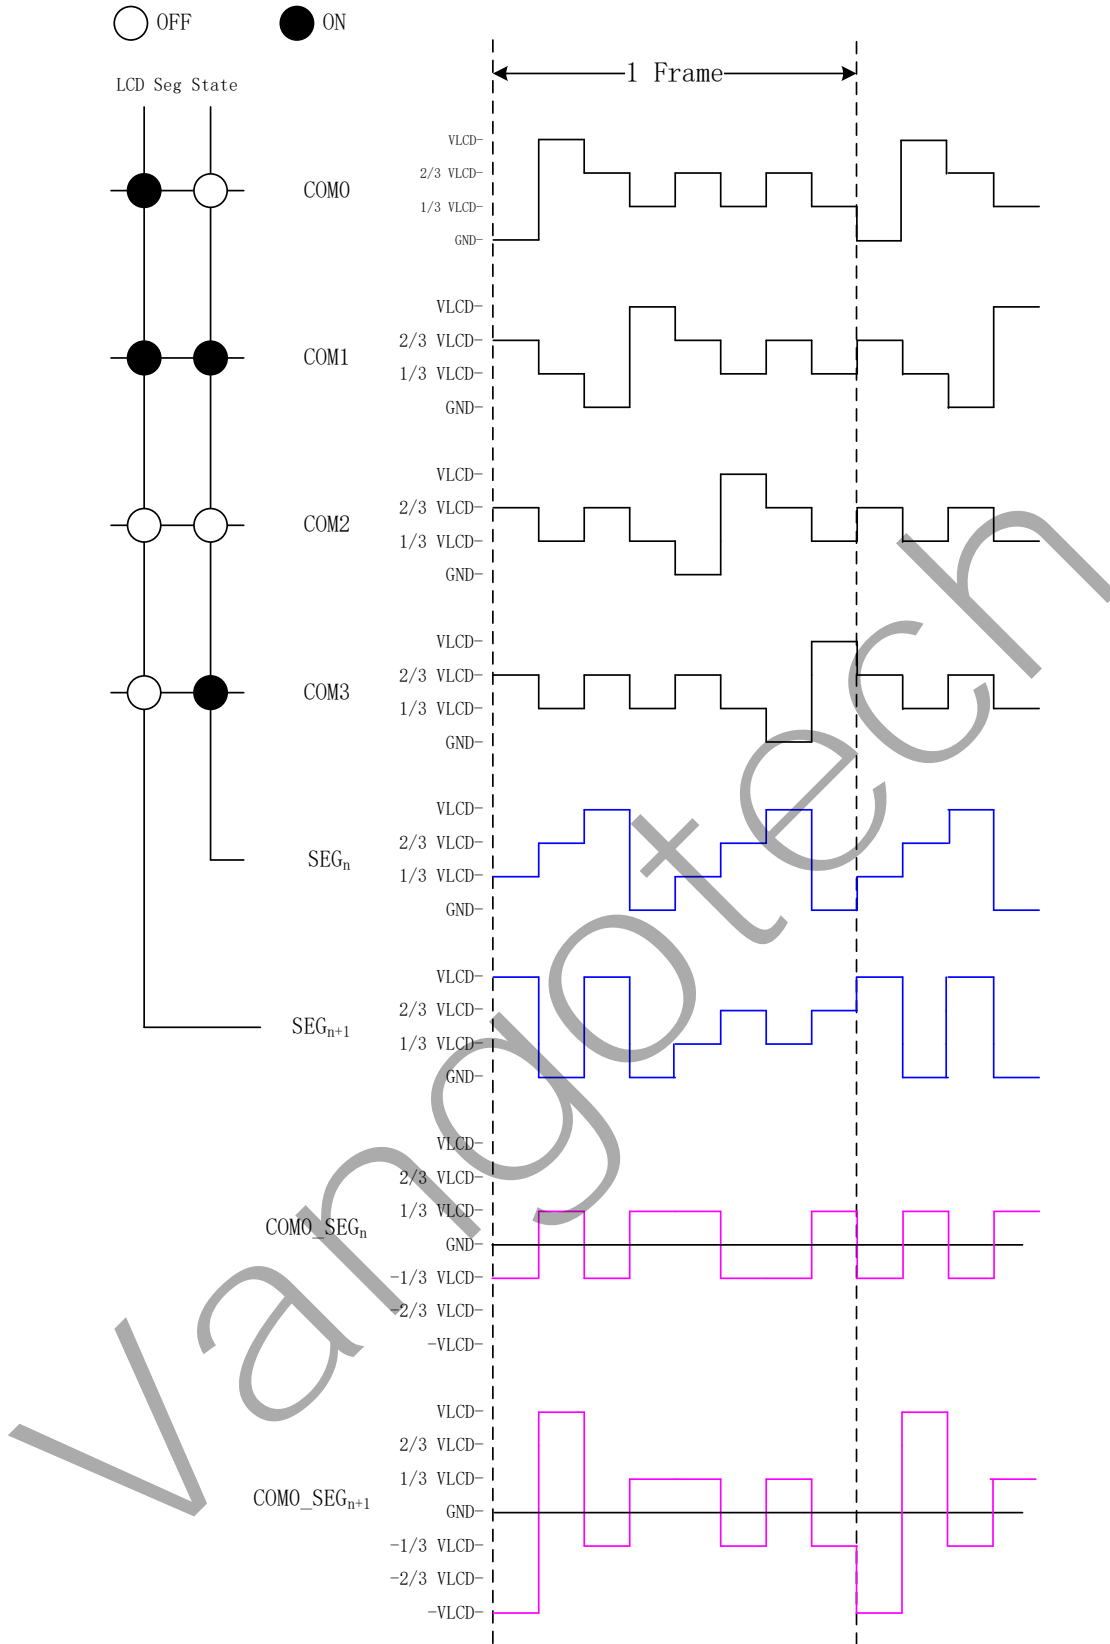 OFF ON
LCD Seg State
1 Frame
COM0
VLCD-
2/3 VLCD-
1/3 VLCD-
GND-
COM1
VLCD-
2/3 VLCD-
1/3 VLCD-
GND-
COM2
VLCD-
2/3 VLCD-
1/3 VLCD-
GND-
COM3
VLCD-
2/3 VLCD-
1/3 VLCD-
GND-
SEGn
VLCD-
2/3 VLCD-
1/3 VLCD-
GND-
SEGn+1
VLCD-
2/3 VLCD-
1/3 VLCD-
GND-
COM0_SEGn
VLCD-
2/3 VLCD-
1/3 VLCD-
GND-
-1/3 VLCD-
-2/3 VLCD-
-VLCD-
COM0_SEGn+1
VLCD-
2/3 VLCD-
1/3 VLCD-
GND-
-1/3 VLCD-
-2/3 VLCD-
-VLCD-
Vangotech